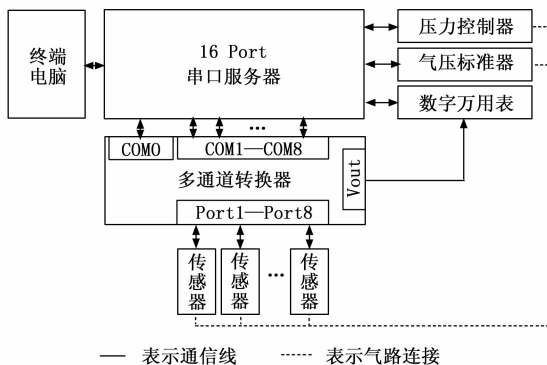 终端
电脑
16 Port
串口服务器
压力控制器
气压标准器
数字万用表
...
COM0
COM1—COM8
多通道转换器
Vout
Port1—Port8
传感器
传感器
...
传感器
表示通信线
表示气路连接